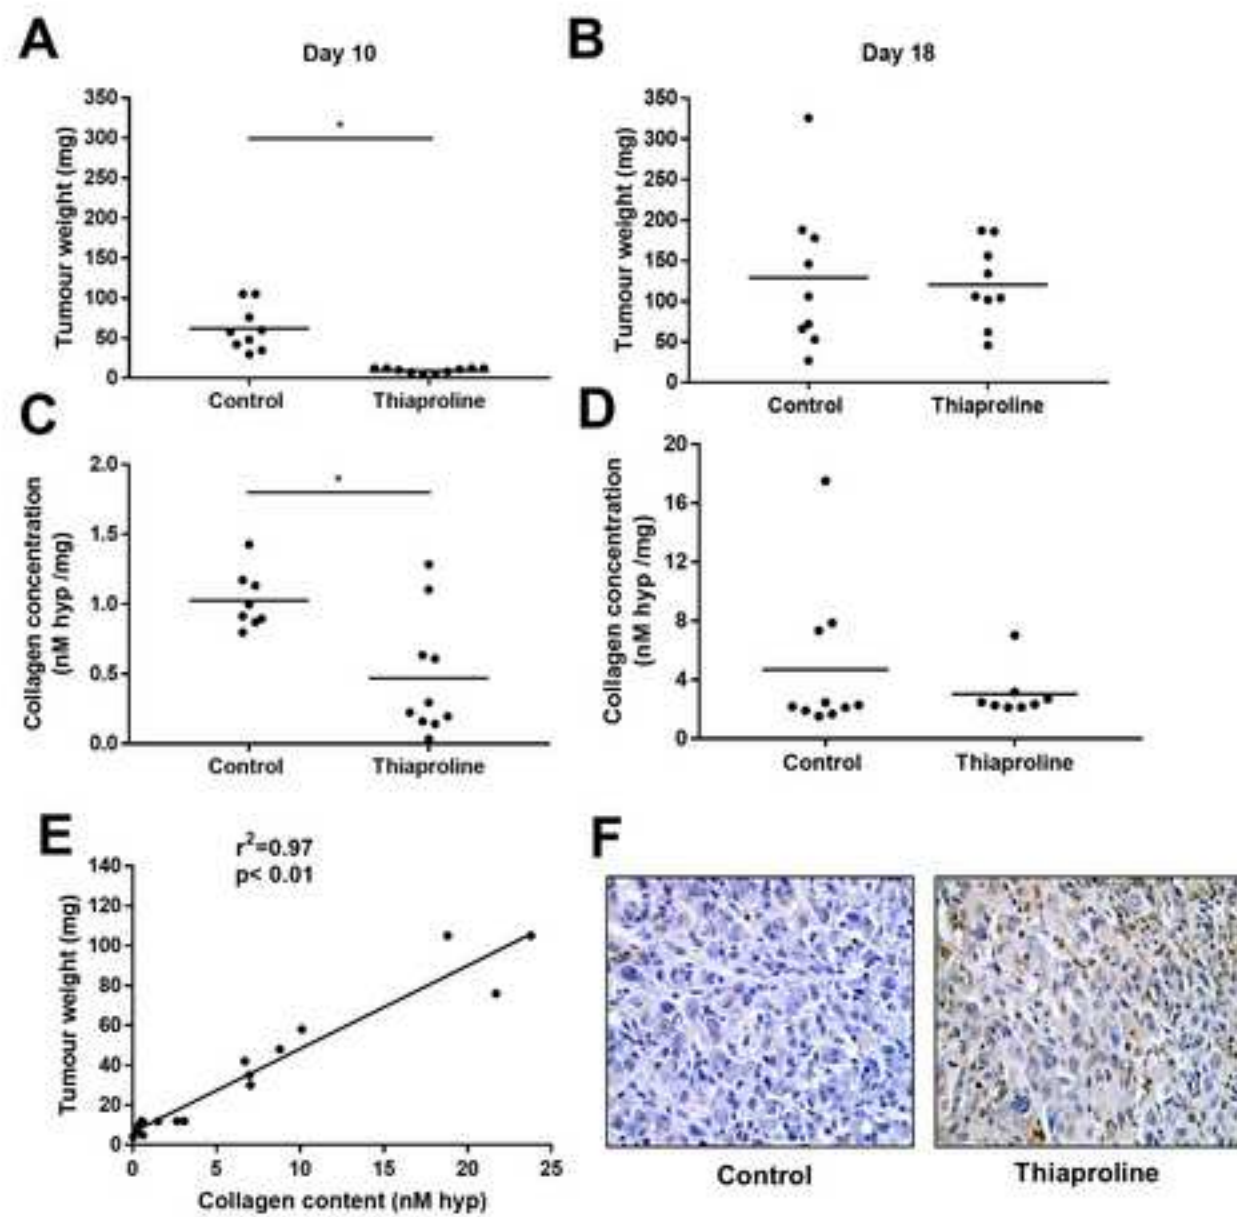 A
Day 10
Tumour weight (mg)
350
300
250
200
150
100
50
0
*
Control
Thiaproline
B
Day 18
Tumour weight (mg)
350
300
250
200
150
100
50
0
Control
Thiaproline
C
Collagen concentration
(nM hyp /mg)
2.0
1.5
1.0
0.5
0.0
*
Control
Thiaproline
D
Collagen concentration
(nM hyp /mg)
20
16
12
8
4
0
Control
Thiaproline
E
r²=0.97
p< 0.01
Tumour weight (mg)
140
120
100
80
60
40
20
0
0 5 10 15 20 25
Collagen content (nM hyp)
F
Control
Thiaproline